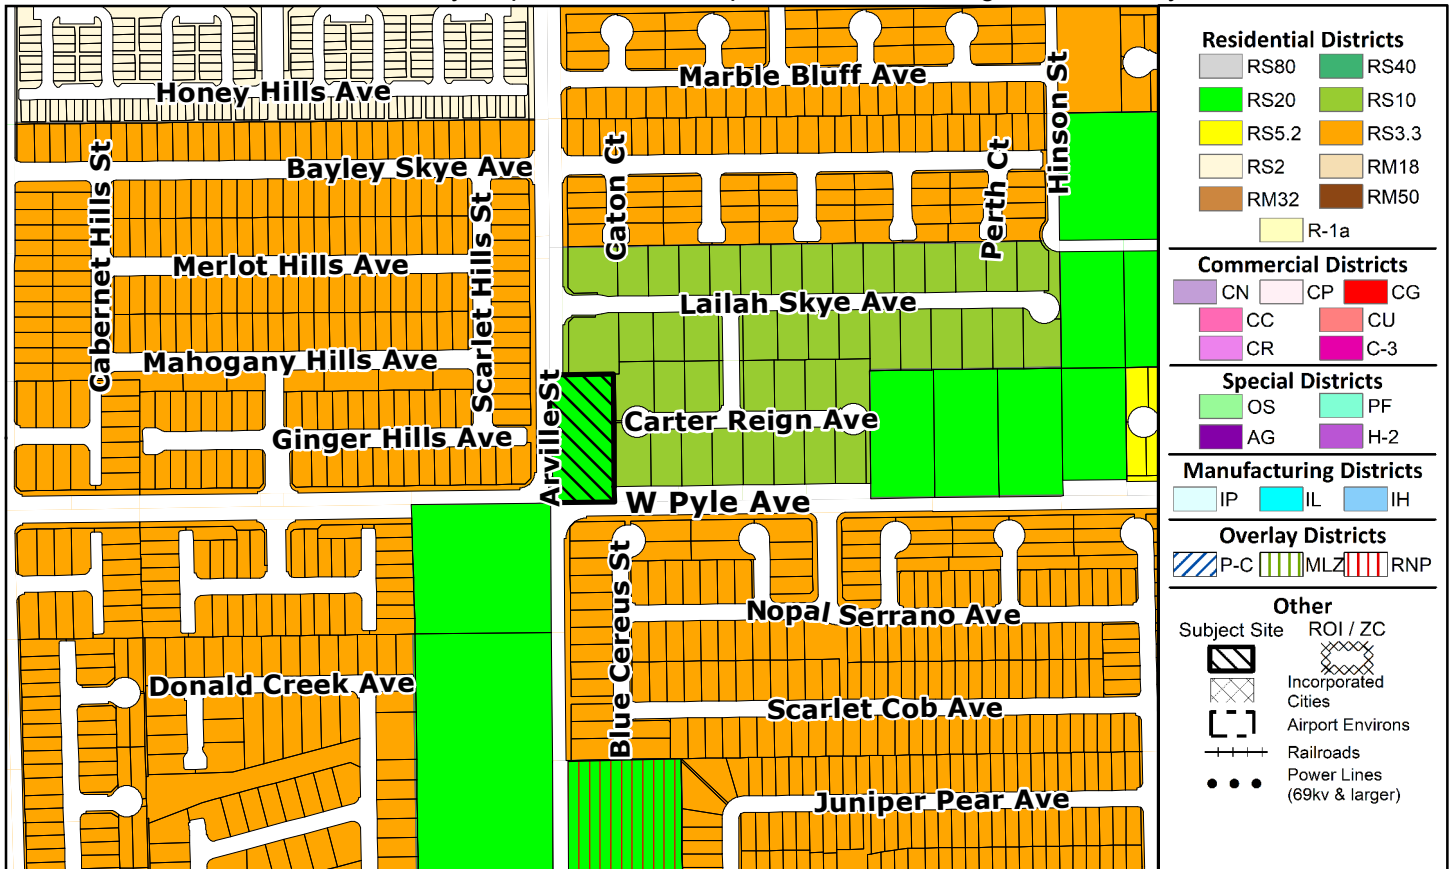 Honey Hills Ave
Marble Bluff Ave
Hinson St
Bayley Skye Ave
Cabernet Hills St
Caton Ct
Perth Ct
Scarlet Hills St
Merlot Hills Ave
Lailah Skye Ave
Mahogany Hills Ave
Arville St
Carter Reign Ave
Ginger Hills Ave
W Pyle Ave
Blue Cereus St
Nopal Serrano Ave
Donald Creek Ave
Scarlet Cob Ave
Juniper Pear Ave
Residential Districts
RS80 RS40
RS20 RS10
RS5.2 RS3.3
RS2 RM18
RM32 RM50
R-1a
Commercial Districts
CN CP CG
CC CU
CR C-3
Special Districts
OS PF
AG H-2
Manufacturing Districts
IP IL IH
Overlay Districts
P-C MLZ RNP
Other
Subject Site ROI / ZC
Incorporated
Cities
Airport Environs
Railroads
Power Lines
(69kv & larger)